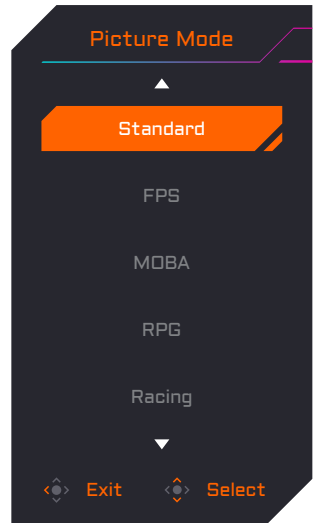 Picture Mode
Standard
FPS
MOBA
RPG
Racing
Exit Select